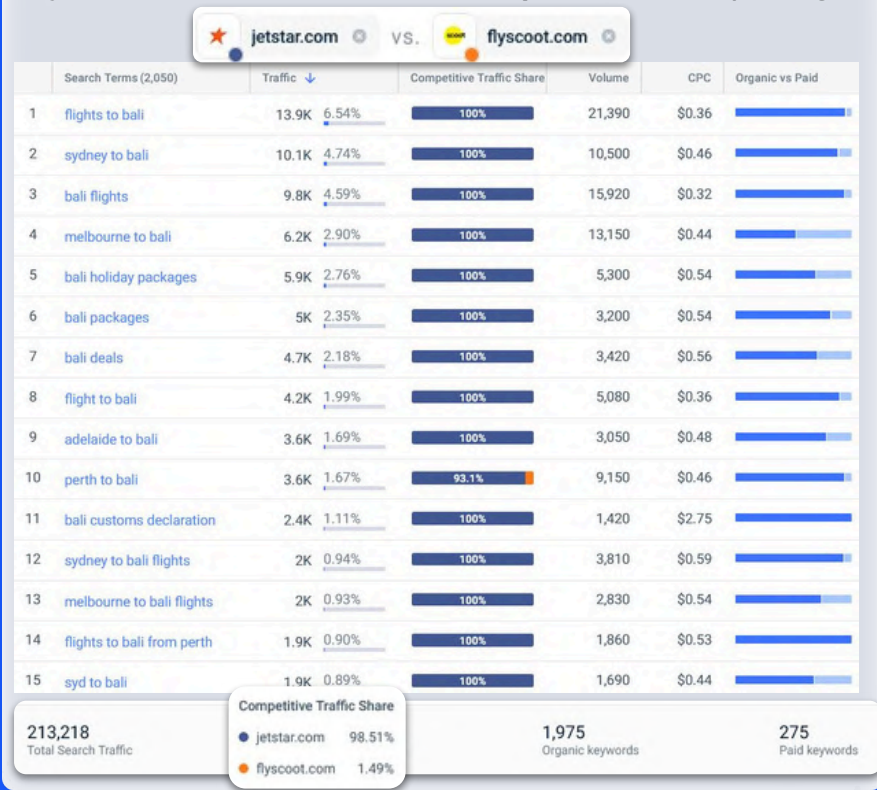 jetstar.com VS. flyscoot.com
Search Terms (2,050) Traffic Competitive Traffic Share Volume CPC Organic vs Paid
1 flights to bali 13.9K 6.54% 100% 21,390 $0.36
2 sydney to bali 10.1K 4.74% 100% 10,500 $0.46
3 bali flights 9.8K 4.59% 100% 15,920 $0.32
4 melbourne to bali 6.2K 2.90% 100% 13,150 $0.44
5 bali holiday packages 5.9K 2.76% 100% 5,300 $0.54
6 bali packages 5K 2.35% 100% 3,200 $0.54
7 bali deals 4.7K 2.18% 100% 3,420 $0.56
8 flight to bali 4.2K 1.99% 100% 5,080 $0.36
9 adelaide to bali 3.6K 1.69% 100% 3,050 $0.48
10 perth to bali 3.6K 1.67% 93.1% 9,150 $0.46
11 bali customs declaration 2.4K 1.11% 100% 1,420 $2.75
12 sydney to bali flights 2K 0.94% 100% 3,810 $0.59
13 melbourne to bali flights 2K 0.93% 100% 2,830 $0.54
14 flights to bali from perth 1.9K 0.90% 100% 1,860 $0.53
15 syd to bali 1.9K 0.89% 100% 1,690 $0.44
Competitive Traffic Share
jetstar.com 98.51%
flyscoot.com 1.49%
213,218 1,975 275
Total Search Traffic Organic keywords Paid keywords